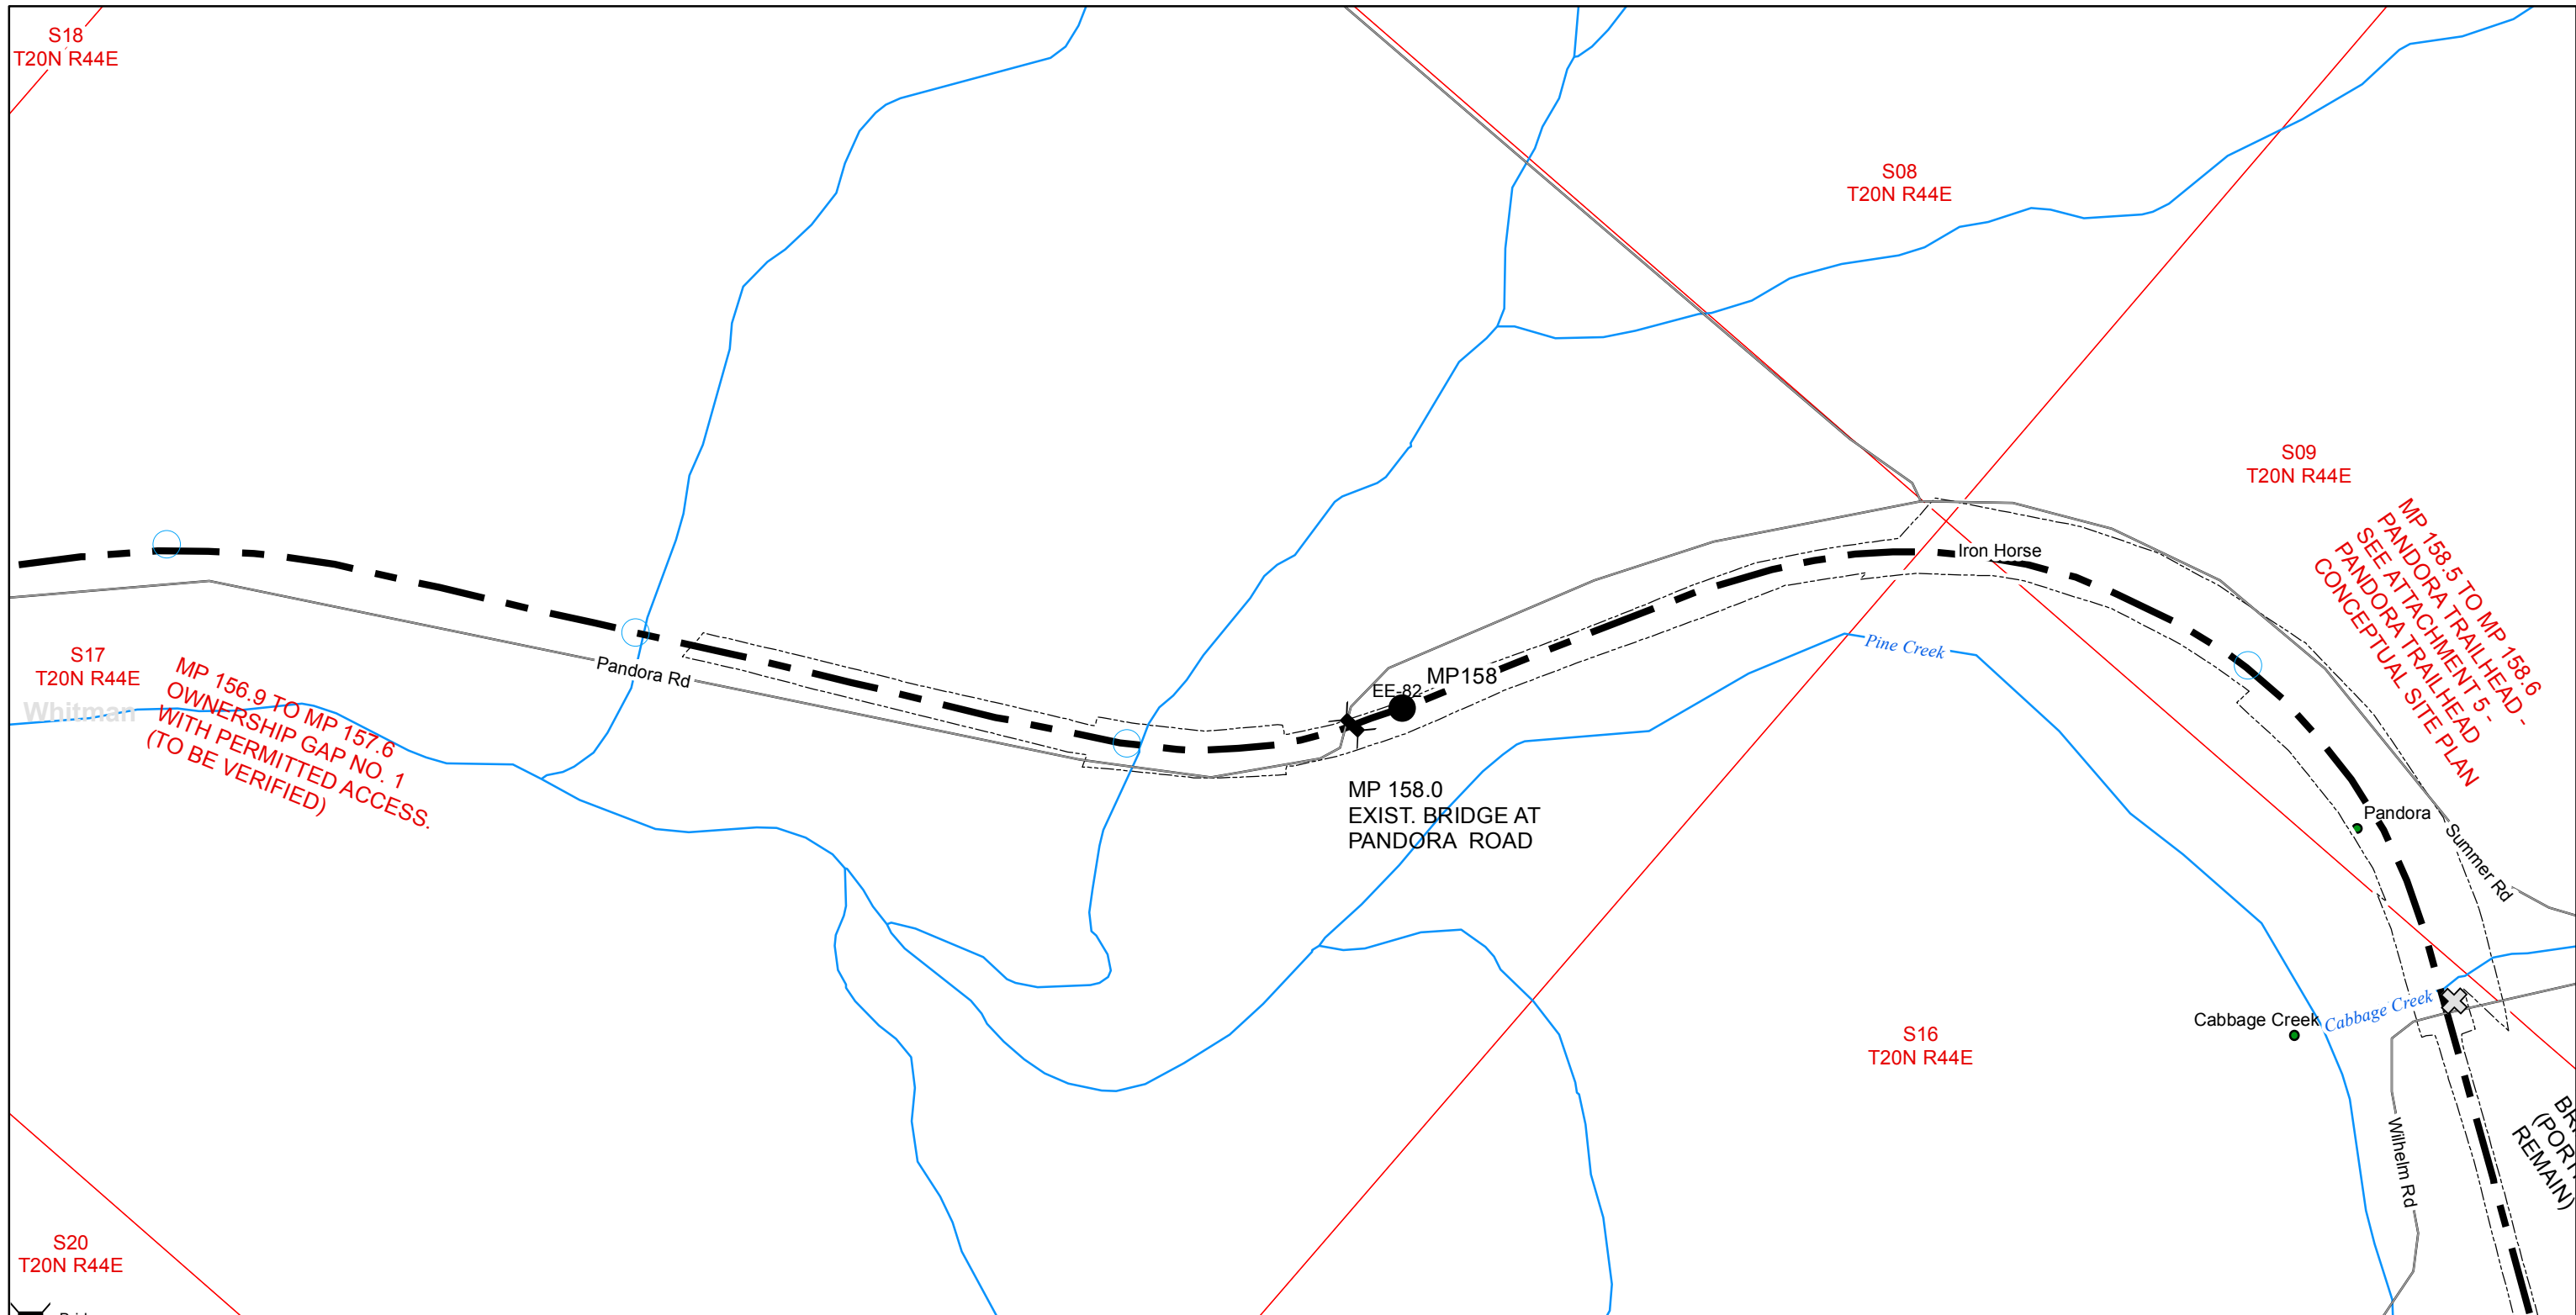 S18
T20N R44E
S08
T20N R44E
S09
T20N R44E
MP 158.5 TO MP 158.6
PANDORA TRAILHEAD -
SEE ATTACHMENT 5 -
PANDORA TRAILHEAD
CONCEPTUAL SITE PLAN
Iron Horse
Pine Creek
S17
T20N R44E
Whitman
MP 156.9 TO MP 157.6
OWNERSHIP GAP NO. 1
WITH PERMITTED ACCESS.
(TO BE VERIFIED)
Pandora Rd
EE-82
MP158
MP 158.0
EXIST. BRIDGE AT
PANDORA ROAD
Pandora
Summer Rd
Cabbage Creek
Cabbage Creek
S16
T20N R44E
Wilhelm Rd
REMAIN)
S20
T20N R44E